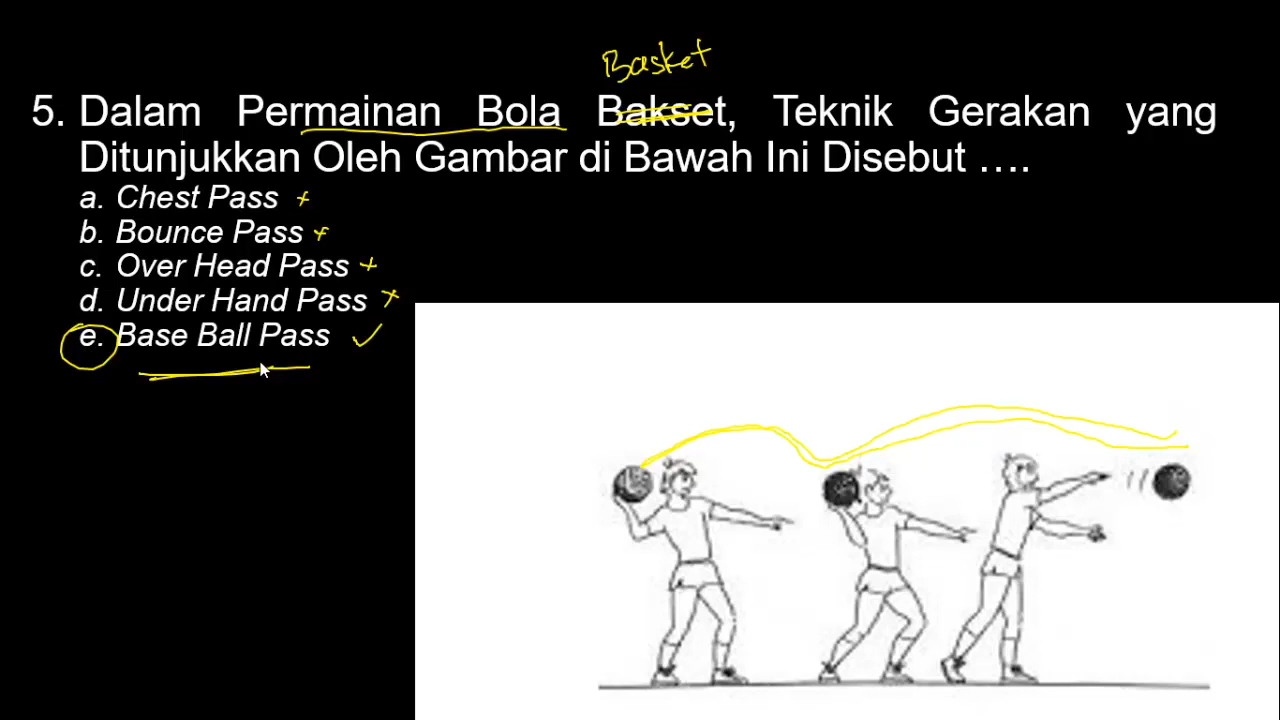 Basket
5. Dalam Permainan Bola Bakset, Teknik Gerakan yang
Ditunjukkan Oleh Gambar di Bawah Ini Disebut ….
a. Chest Pass
b. Bounce Pass
c. Over Head Pass
d. Under Hand Pass
e. Base Ball Pass